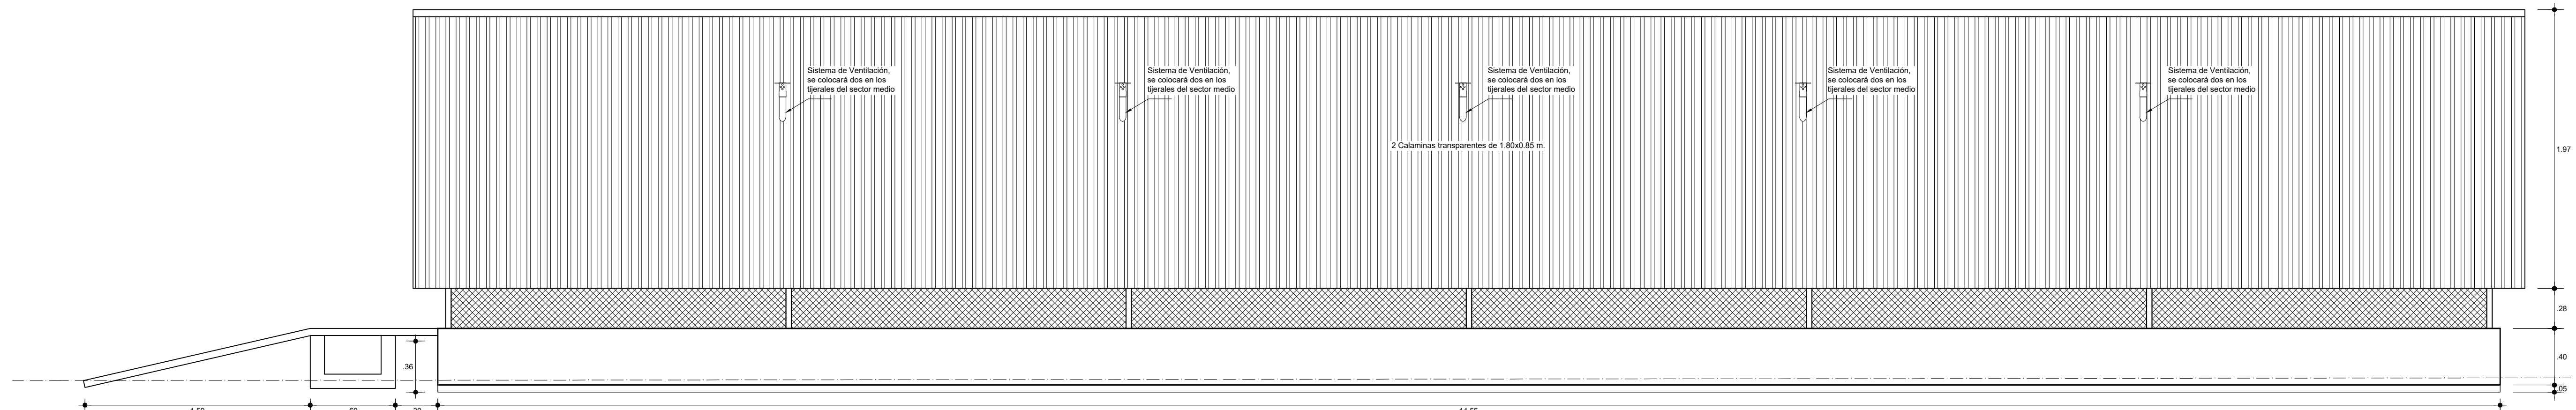 Sistema de Ventilación,
se colocará dos en los
tijerales del sector medio
Sistema de Ventilación,
se colocará dos en los
tijerales del sector medio
Sistema de Ventilación,
se colocará dos en los
tijerales del sector medio
Sistema de Ventilación,
se colocará dos en los
tijerales del sector medio
Sistema de Ventilación,
se colocará dos en los
tijerales del sector medio
2 Calaminas transparentes de 1.80x0.85 m.
1.97
.28
.40
.36
.05